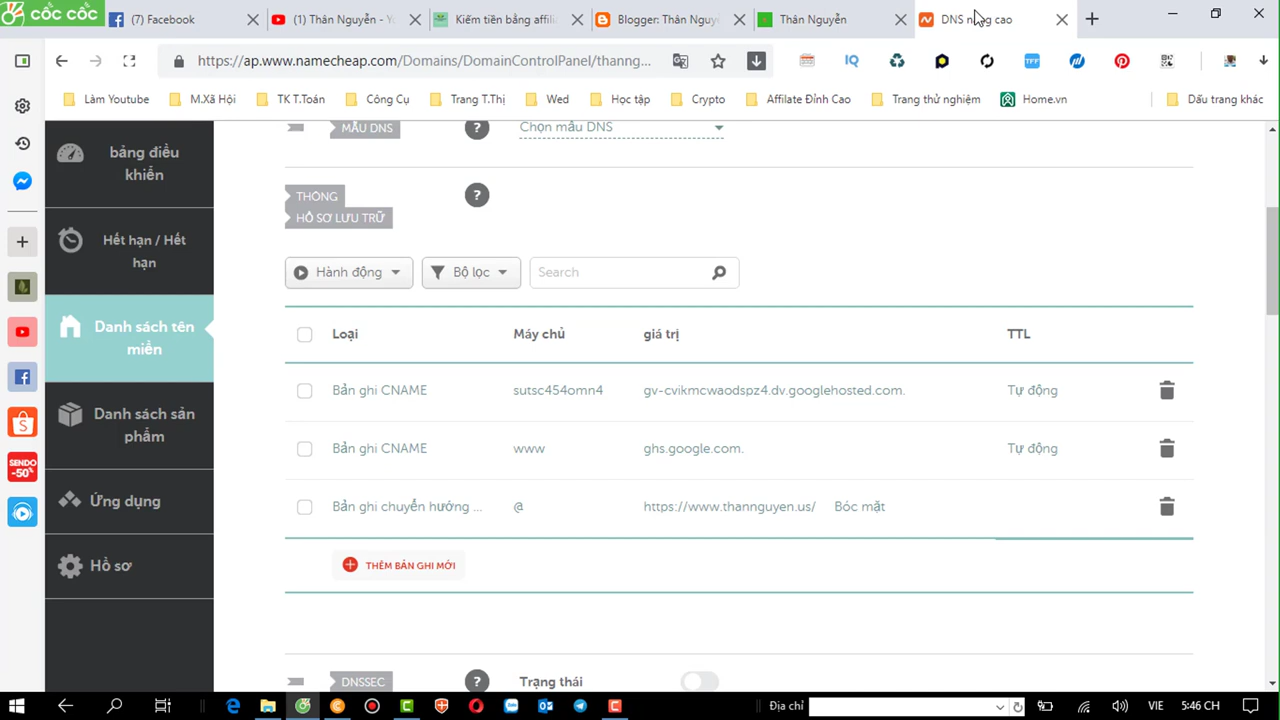 cốc cốc
(7) Facebook
(1) Thân Nguyễn - Yo
Kiếm tiền bằng affili
Blogger: Thân Nguyễ
Thân Nguyễn
DNS nâng cao
https://ap.www.namecheap.com/Domains/DomainControlPanel/thanng...
IQ
TFF
Làm Youtube
M.Xã Hội
TK T.Toán
Công Cụ
Trang T.Thị
Wed
Học tập
Crypto
Affilate Đỉnh Cao
Trang thử nghiệm
Home.vn
Dấu trang khác
bảng điều
khiển
Hết hạn / Hết
hạn
Danh sách tên
miền
Danh sách sản
phẩm
Ứng dụng
Hồ sơ
SENDO
-50%
MẪU DNS
?
Chọn mẫu DNS
THÔNG
HỒ SƠ LƯU TRỮ
?
Hành động
Bộ lọc
Search
Loại
Máy chủ
giá trị
TTL
Bản ghi CNAME
sutsc454omn4
gv-cvikmcwaodspz4.dv.googlehosted.com.
Tự động
Bản ghi CNAME
www
ghs.google.com.
Tự động
Bản ghi chuyển hướng ...
@
https://www.thannguyen.us/
Bóc mặt
THÊM BẢN GHI MỚI
DNSSEC
?
Trạng thái
Địa chỉ
VIE
5:46 CH